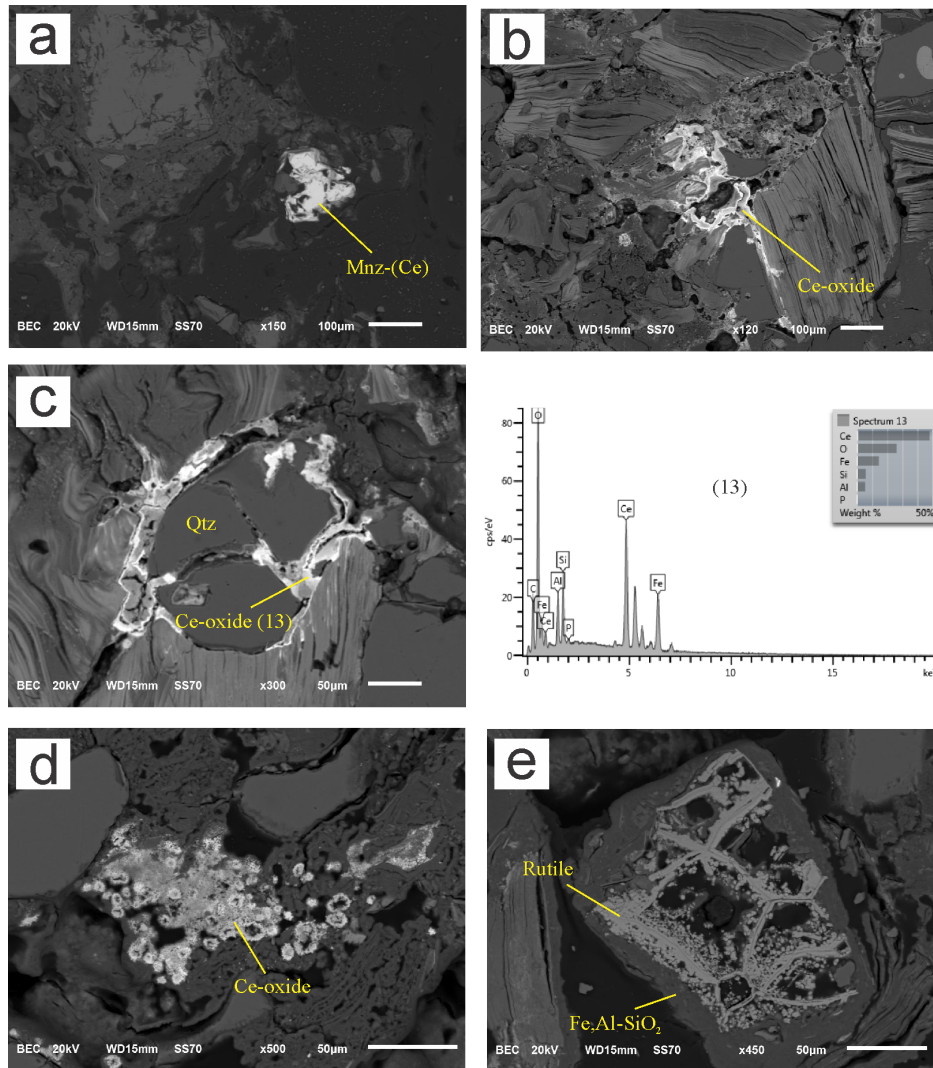 a
Mnz-(Ce)
BEC 20kV WD15mm SS70 x150 100µm
b
Ce-oxide
BEC 20kV WD15mm SS70 x120 100µm
c
Qtz
Ce-oxide (13)
BEC 20kV WD15mm SS70 x300 50µm
80
60
40
20
0
cps/eV
O
C
Fe
Ce
Al
Si
P
Ce
Fe
(13)
Spectrum 13
Ce
O
Fe
Si
Al
P
Weight % 50%
0 5 10 15 ke
d
Ce-oxide
BEC 20kV WD15mm SS70 x500 50µm
e
Rutile
Fe,Al-SiO₂
BEC 20kV WD15mm SS70 x450 50µm